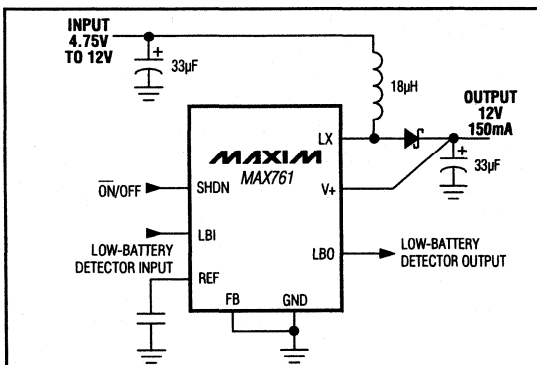 INPUT
4.75V
TO 12V
+
33µF
18µH
OUTPUT
12V
150mA
LX
MAXIM
MAX761
+
33µF
O̅N̅/OFF
SHDN
V+
LBI
LOW-BATTERY
DETECTOR INPUT
LBO
LOW-BATTERY
DETECTOR OUTPUT
REF
FB
GND